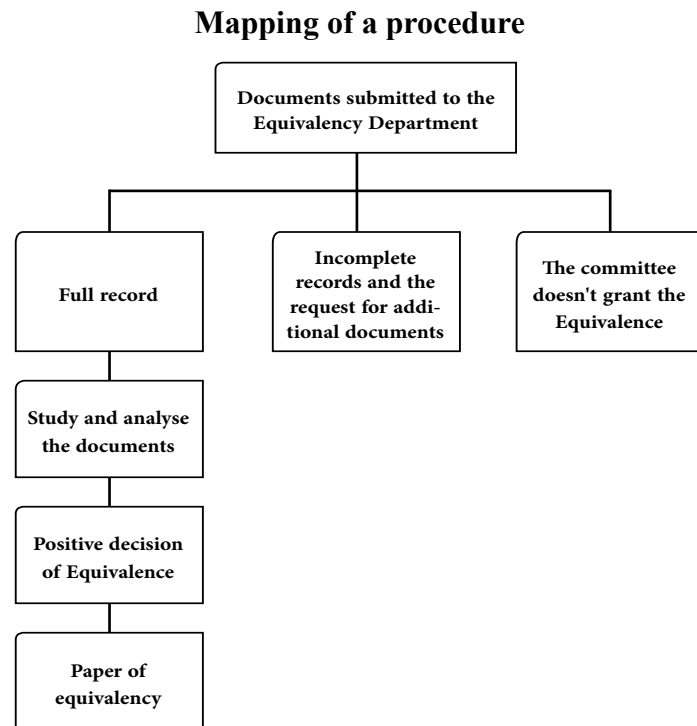 Mapping of a procedure
Documents submitted to the
Equivalency Department
Full record
Incomplete
records and the
request for addi-
tional documents
The committee
doesn't grant the
Equivalence
Study and analyse
the documents
Positive decision
of Equivalence
Paper of
equivalency